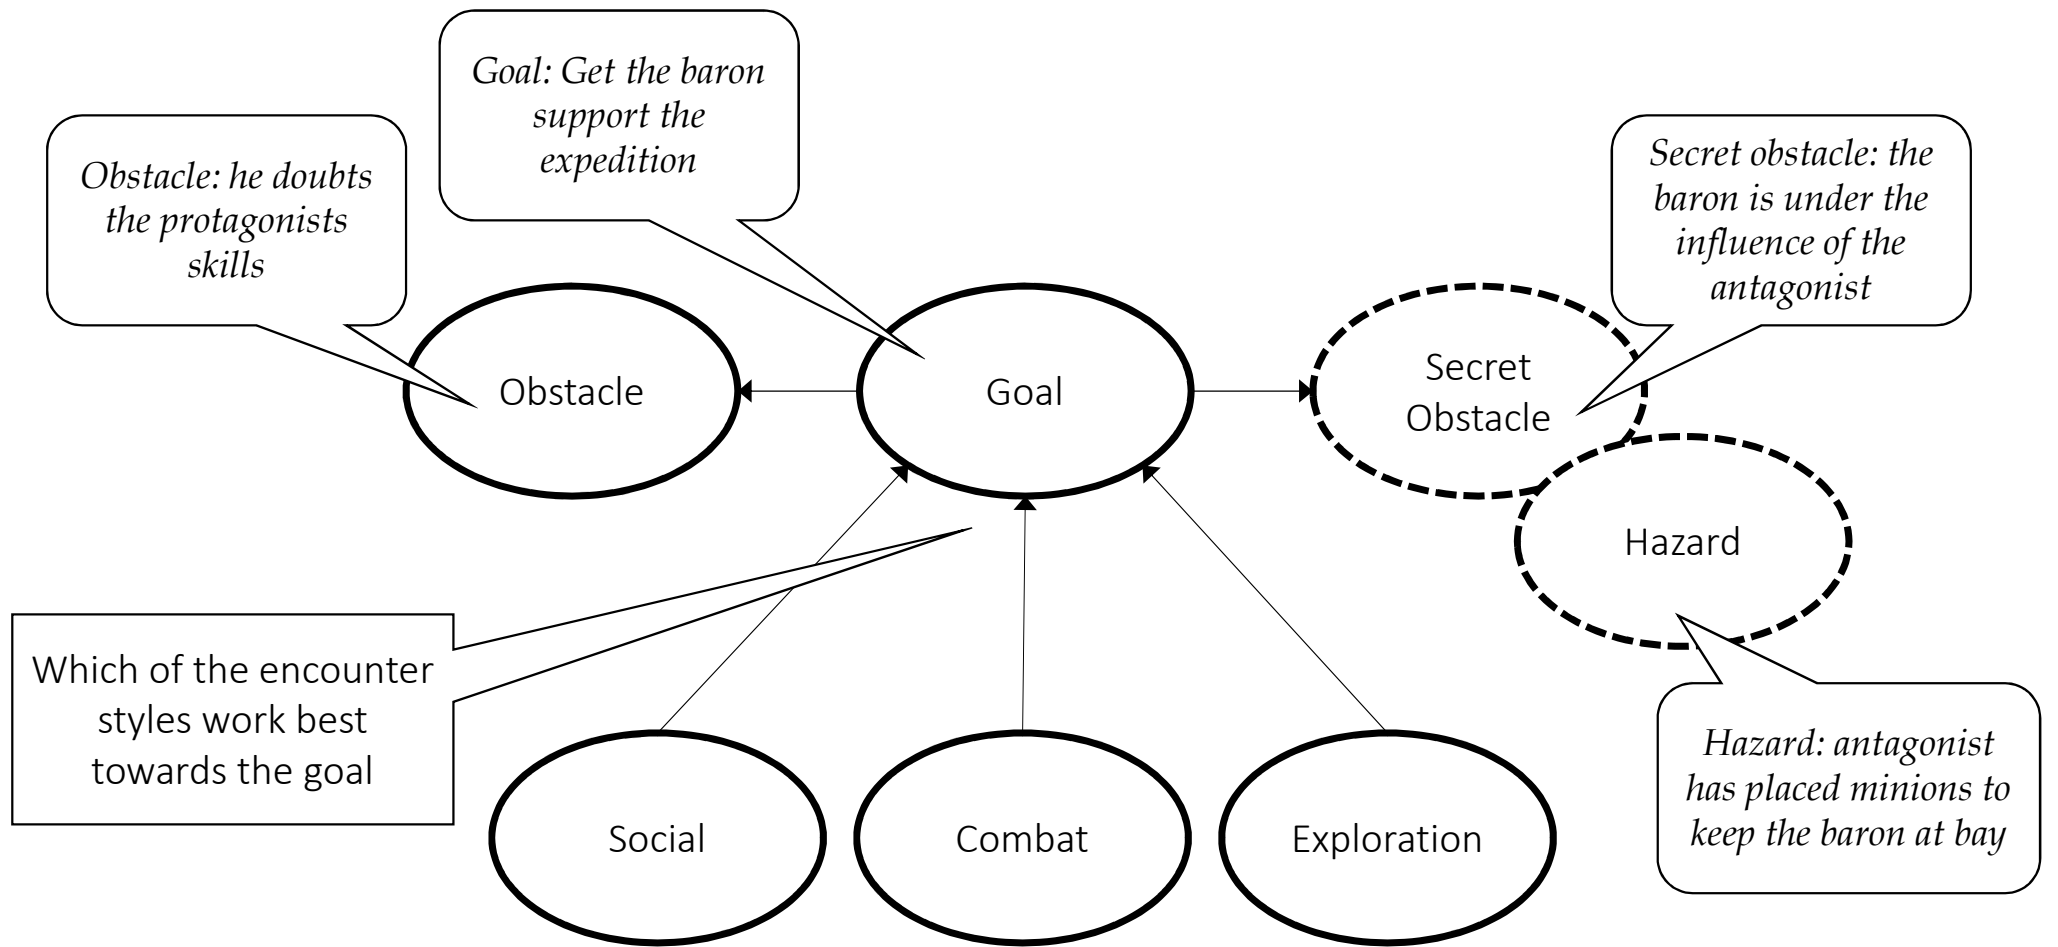 Goal: Get the baron
support the
expedition
Obstacle: he doubts
the protagonists
skills
Secret obstacle: the
baron is under the
influence of the
antagonist
Obstacle
Goal
Secret
Obstacle
Hazard
Which of the encounter
styles work best
towards the goal
Hazard: antagonist
has placed minions to
keep the baron at bay
Social
Combat
Exploration